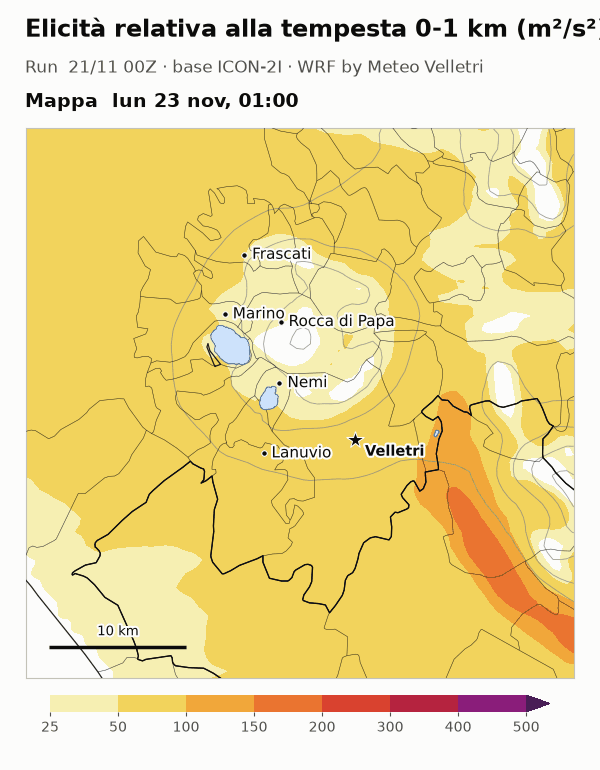 Elicità relativa alla tempesta 0-1 km (m²/s²)
Run 21/11 00Z · base ICON-2I · WRF by Meteo Velletri
Mappa lun 23 nov, 01:00
Frascati
Marino
Rocca di Papa
Nemi
Velletri
Lanuvio
10 km
25 50 100 150 200 300 400 500